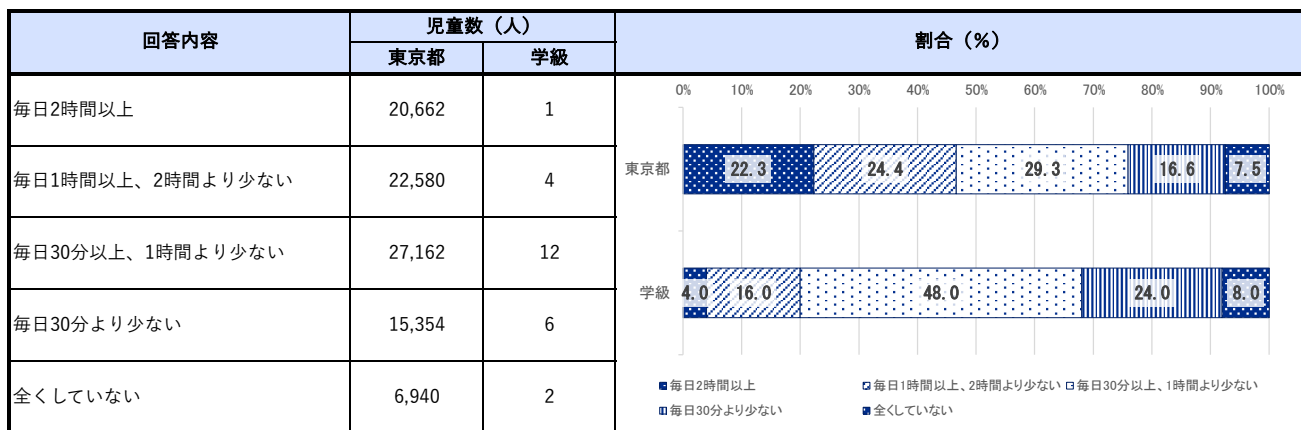 回答内容 児童数（人） 割合（%）
東京都 学級
毎日2時間以上 20,662 1
毎日1時間以上、2時間より少ない 22,580 4
毎日30分以上、1時間より少ない 27,162 12
毎日30分より少ない 15,354 6
全くしていない 6,940 2
0% 10% 20% 30% 40% 50% 60% 70% 80% 90% 100%
東京都 22.3 24.4 29.3 16.6 7.5
学級 4.0 16.0 48.0 24.0 8.0
毎日2時間以上 毎日1時間以上、2時間より少ない 毎日30分以上、1時間より少ない
毎日30分より少ない 全くしていない